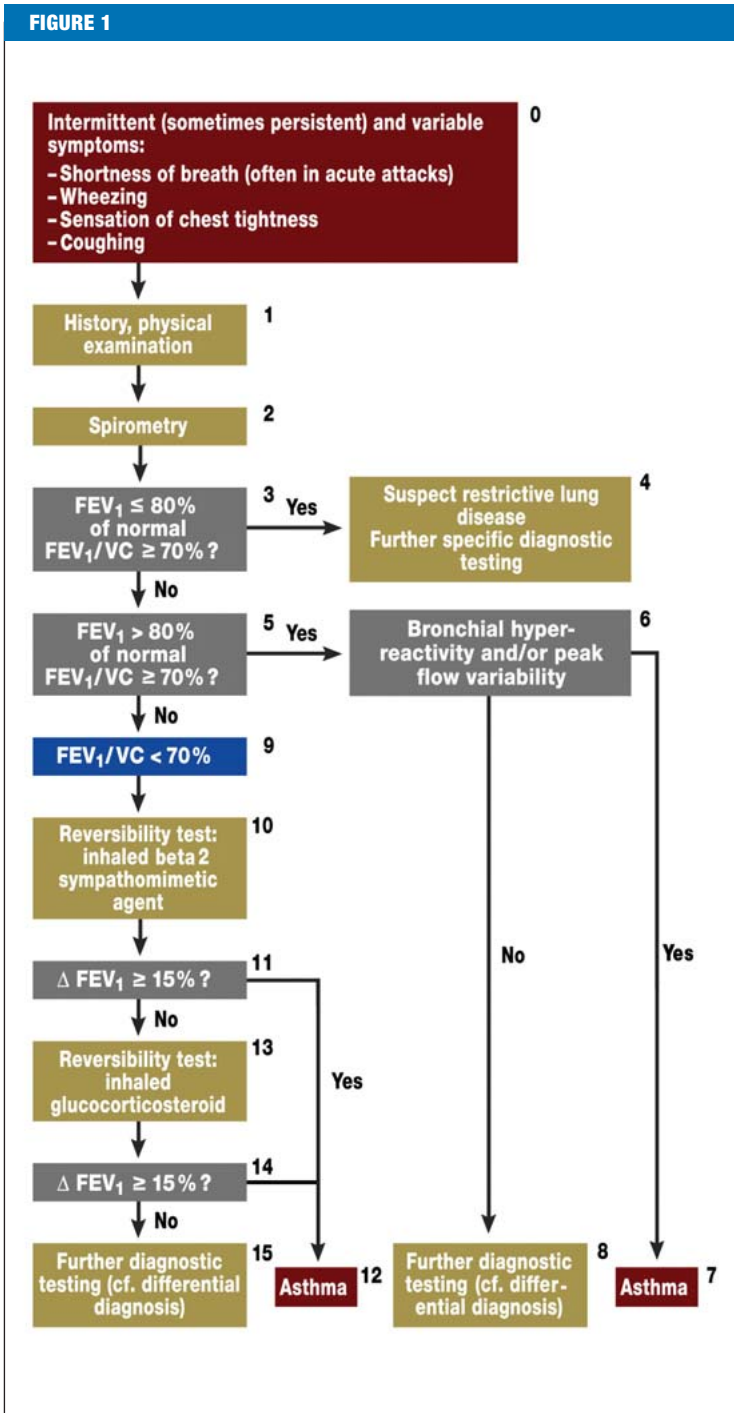 FIGURE 1
0
Intermittent (sometimes persistent) and variable
symptoms:
– Shortness of breath (often in acute attacks)
– Wheezing
– Sensation of chest tightness
– Coughing
1
History, physical
examination
2
Spirometry
3
FEV₁ ≤ 80%
of normal
FEV₁/VC ≥ 70%?
Yes
4
Suspect restrictive lung
disease
Further specific diagnostic
testing
No
5
FEV₁ > 80%
of normal
FEV₁/VC ≥ 70%?
Yes
6
Bronchial hyper-
reactivity and/or peak
flow variability
No
9
FEV₁/VC < 70%
10
Reversibility test:
inhaled beta 2
sympathomimetic
agent
11
Δ FEV₁ ≥ 15%?
No
Yes
No
13
Reversibility test:
inhaled
glucocorticosteroid
Yes
14
Δ FEV₁ ≥ 15%?
No
15
Further diagnostic
testing (cf. differential
diagnosis)
12
Asthma
8
Further diagnostic
testing (cf. differ-
ential diagnosis)
7
Asthma